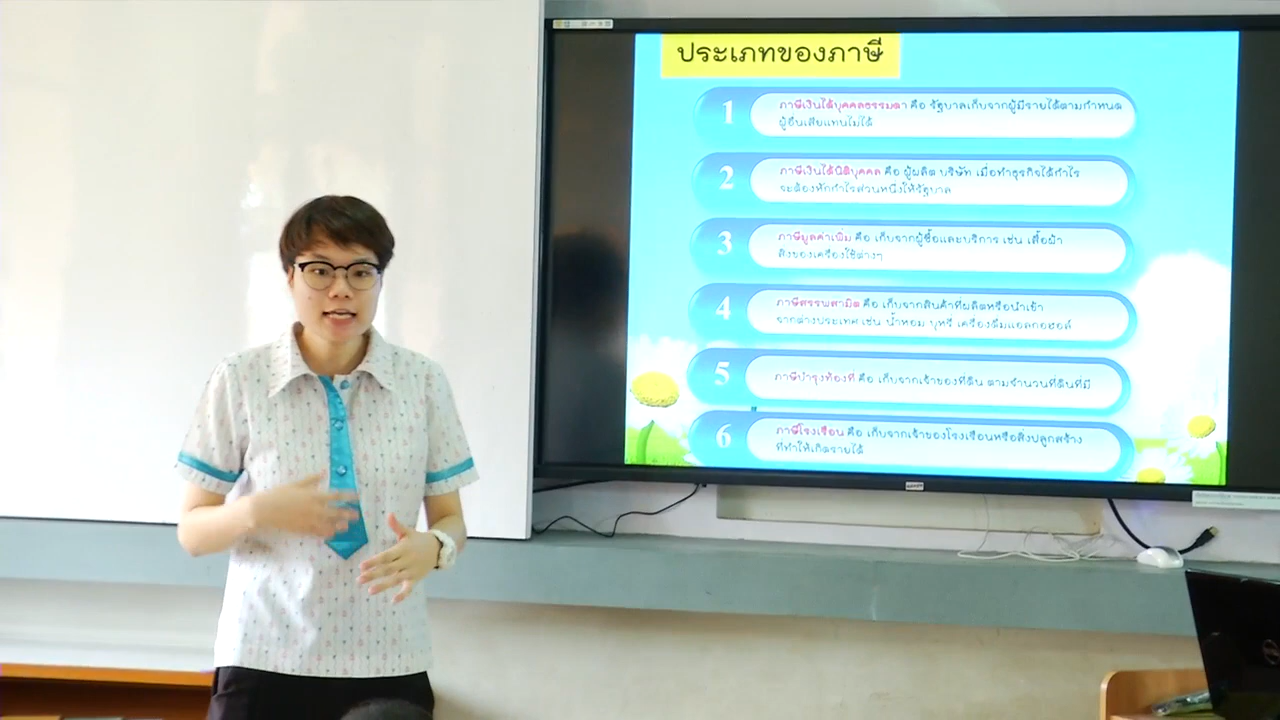 ประเภทของภาษี
1
ภาษีเงินได้บุคคลธรรมดา คือ รัฐบาลเก็บจากผู้มีรายได้ตามกำหนด
ผู้อื่นเสียแทนไม่ได้
2
ภาษีเงินได้นิติบุคคล คือ ผู้ผลิต บริษัท เมื่อทำธุรกิจได้กำไร
จะต้องหักกำไรส่วนหนึ่งให้รัฐบาล
3
ภาษีมูลค่าเพิ่ม คือ เก็บจากผู้ซื้อและบริการ เช่น เสื้อผ้า
สิ่งของเครื่องใช้ต่างๆ
4
ภาษีสรรพสามิต คือ เก็บจากสินค้าที่ผลิตหรือนำเข้า
จากต่างประเทศ เช่น น้ำหอม บุหรี่ เครื่องดื่มแอลกอฮอล์
5
ภาษีบำรุงท้องที่ คือ เก็บจากเจ้าของที่ดิน ตามจำนวนที่ดินที่มี
6
ภาษีโรงเรือน คือ เก็บจากเจ้าของโรงเรือนหรือสิ่งปลูกสร้าง
ที่ทำให้เกิดรายได้